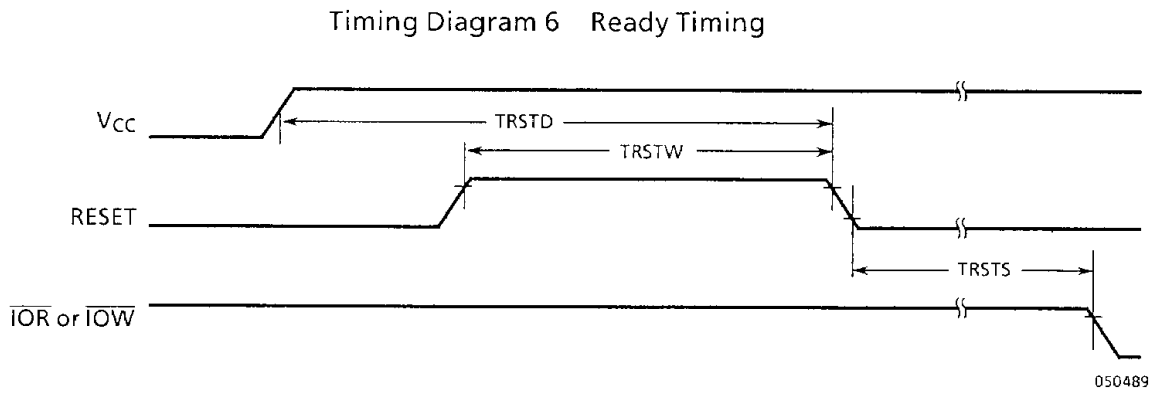 Timing Diagram 6 Ready Timing
VCC
TRSTD
TRSTW
RESET
TRSTS
IOR or IOW
050489